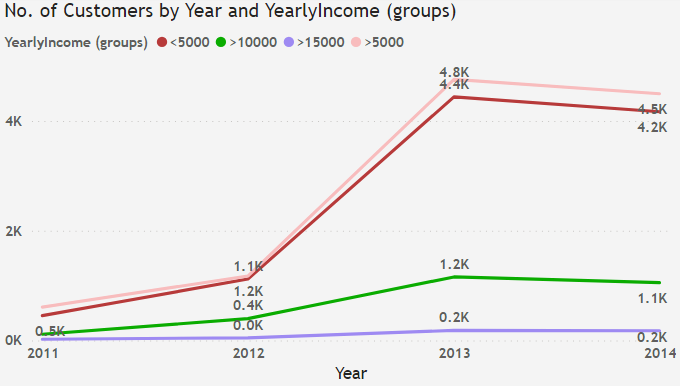 No. of Customers by Year and YearlyIncome (groups)
YearlyIncome (groups) <5000 >10000 >15000 >5000
4.8K
4.4K
4K
4.5K
4.2K
2K
1.1K
1.2K
1.2K
0.4K
1.1K
0.5K
0.0K
0.2K
0.2K
0K
2011 2012 2013 2014
Year